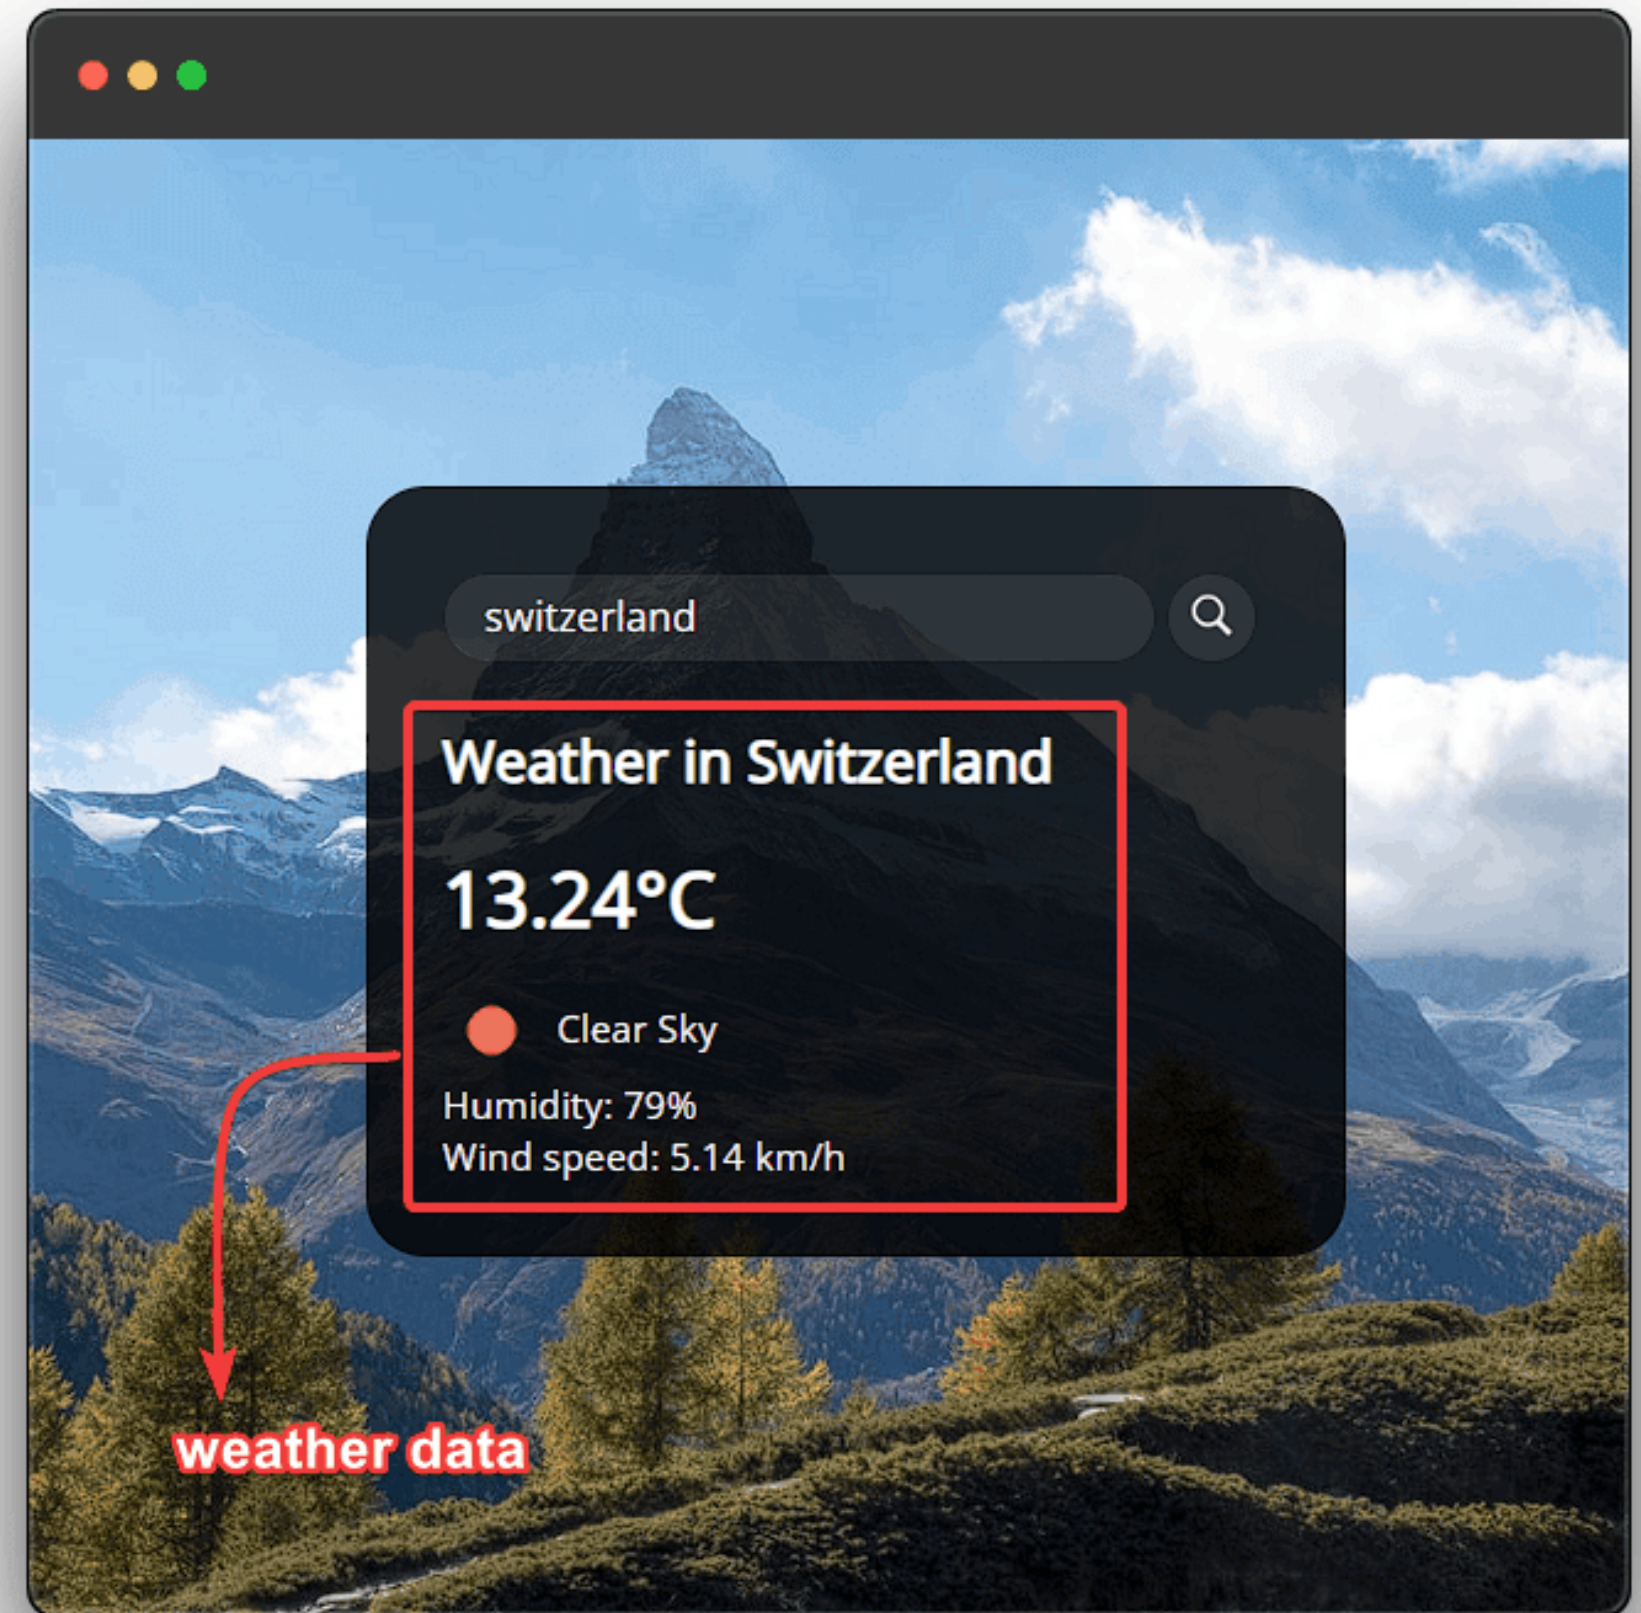 switzerland
Weather in Switzerland
13.24°C
Clear Sky
Humidity: 79%
Wind speed: 5.14 km/h
weather data